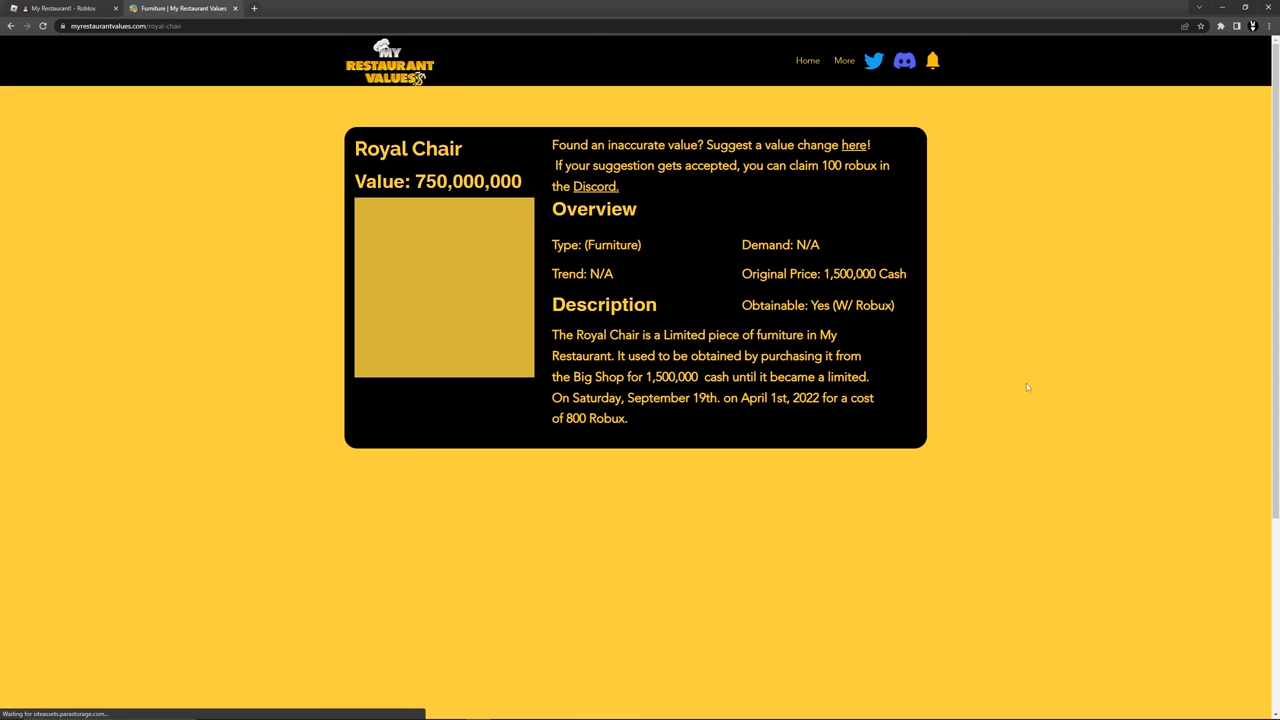 My Restaurant! - Roblox
Furniture | My Restaurant Values
myrestaurantvalues.com/royal-chair
MY
RESTAURANT
VALUES
Home
More
Royal Chair
Value: 750,000,000
Found an inaccurate value? Suggest a value change here!
If your suggestion gets accepted, you can claim 100 robux in
the Discord.
Overview
Type: (Furniture)
Demand: N/A
Trend: N/A
Original Price: 1,500,000 Cash
Description
Obtainable: Yes (W/ Robux)
The Royal Chair is a Limited piece of furniture in My
Restaurant. It used to be obtained by purchasing it from
the Big Shop for 1,500,000 cash until it became a limited.
On Saturday, September 19th. on April 1st, 2022 for a cost
of 800 Robux.
Waiting for siteassets.parastorage.com...